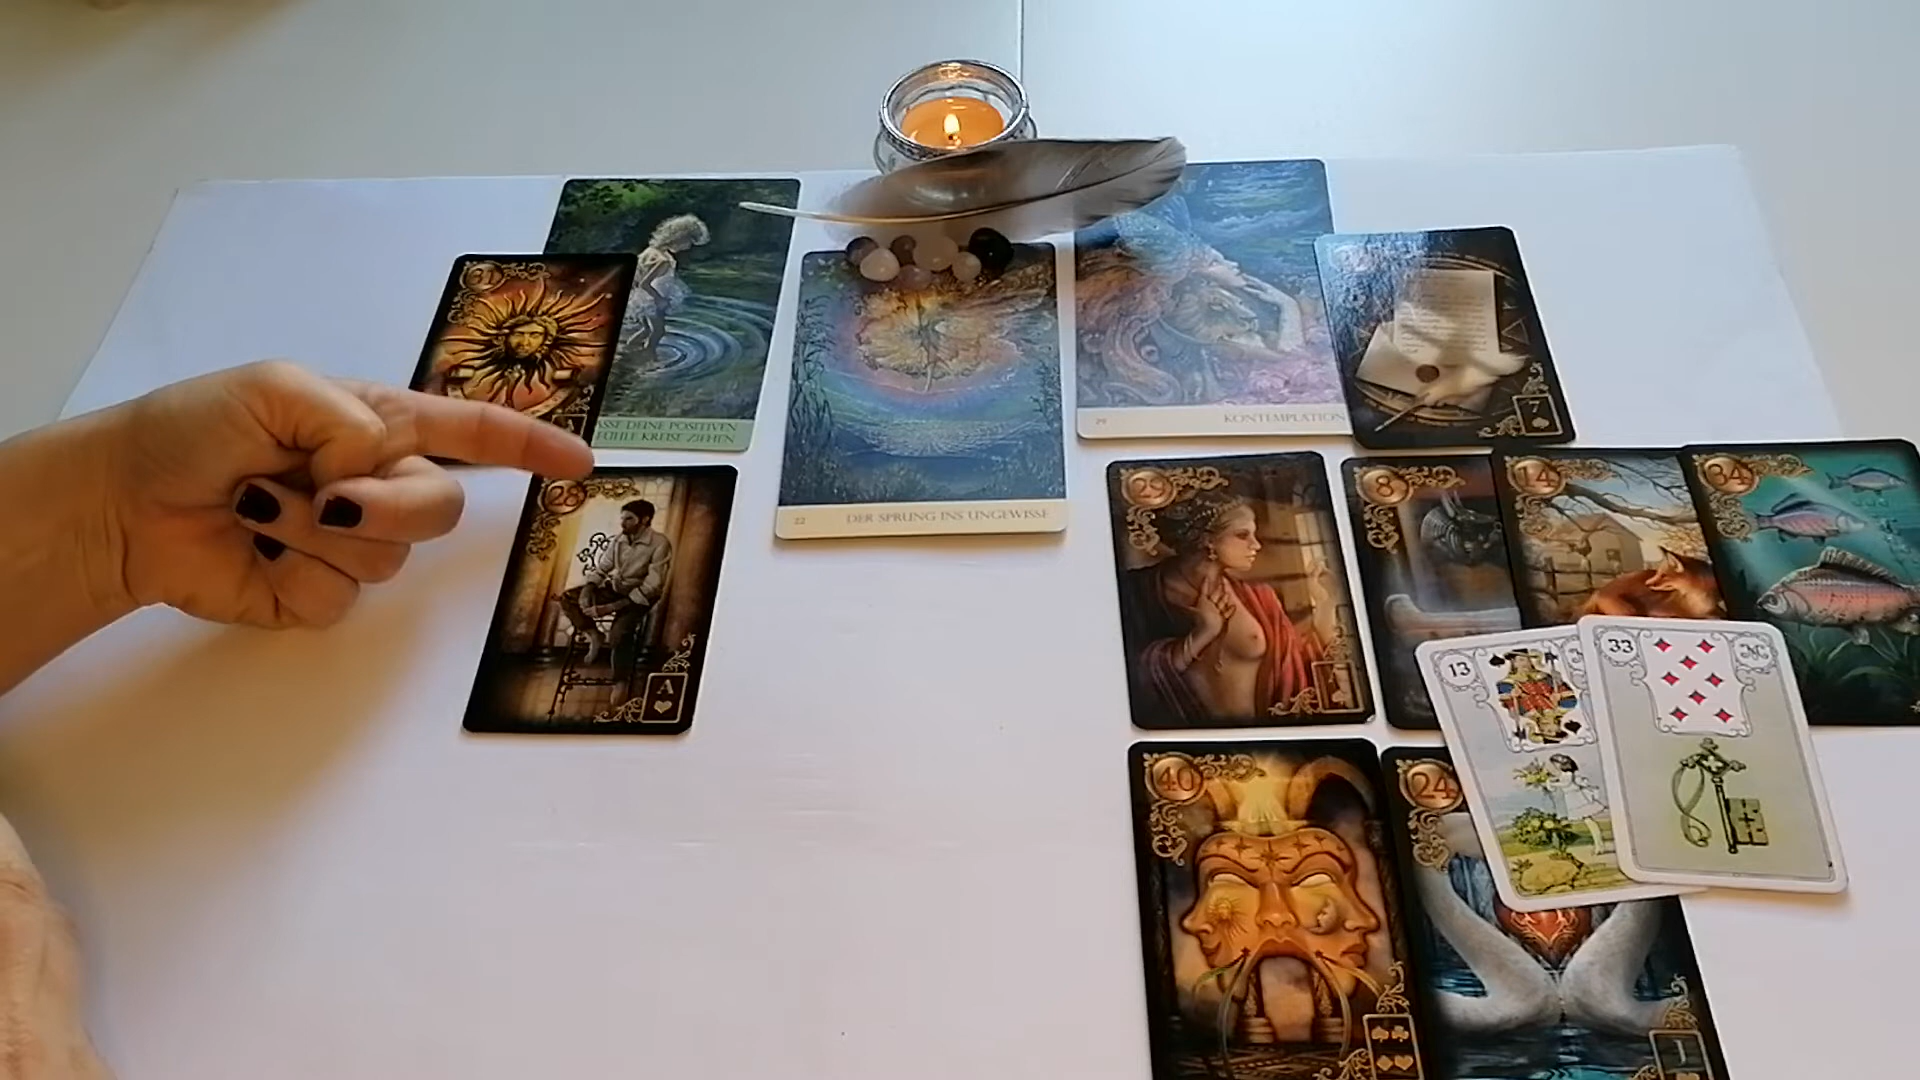 31
ASSE DEINE POSITIVEN
FÜHLE KREISE ZIEHEN
22
DER SPRUNG INS UNGEWISSE
29
KONTEMPLATION
7
28
A
29
8
14
34
13
33
40
24
J